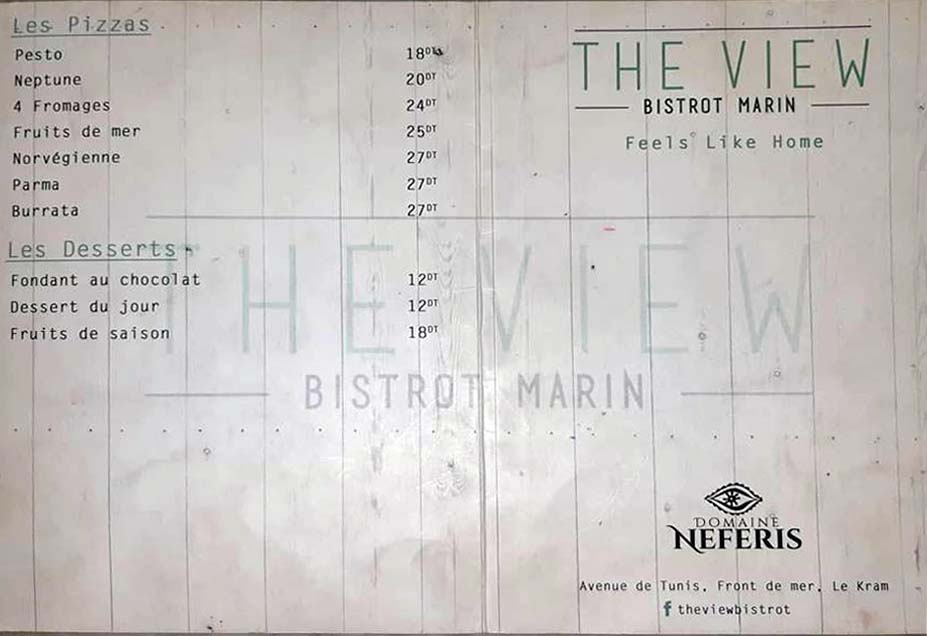 Les Pizzas
Pesto 18DT
Neptune 20DT
4 Fromages 24DT
Fruits de mer 25DT
Norvégienne 27DT
Parma 27DT
Burrata 27DT
Les Desserts
Fondant au chocolat 12DT
Dessert du jour 12DT
Fruits de saison 18DT
THE VIEW
BISTROT MARIN
THE VIEW
BISTROT MARIN
Feels Like Home
DOMAINE
NEFERIS
Avenue de Tunis, Front de mer, Le Kram
f theviewbistrot